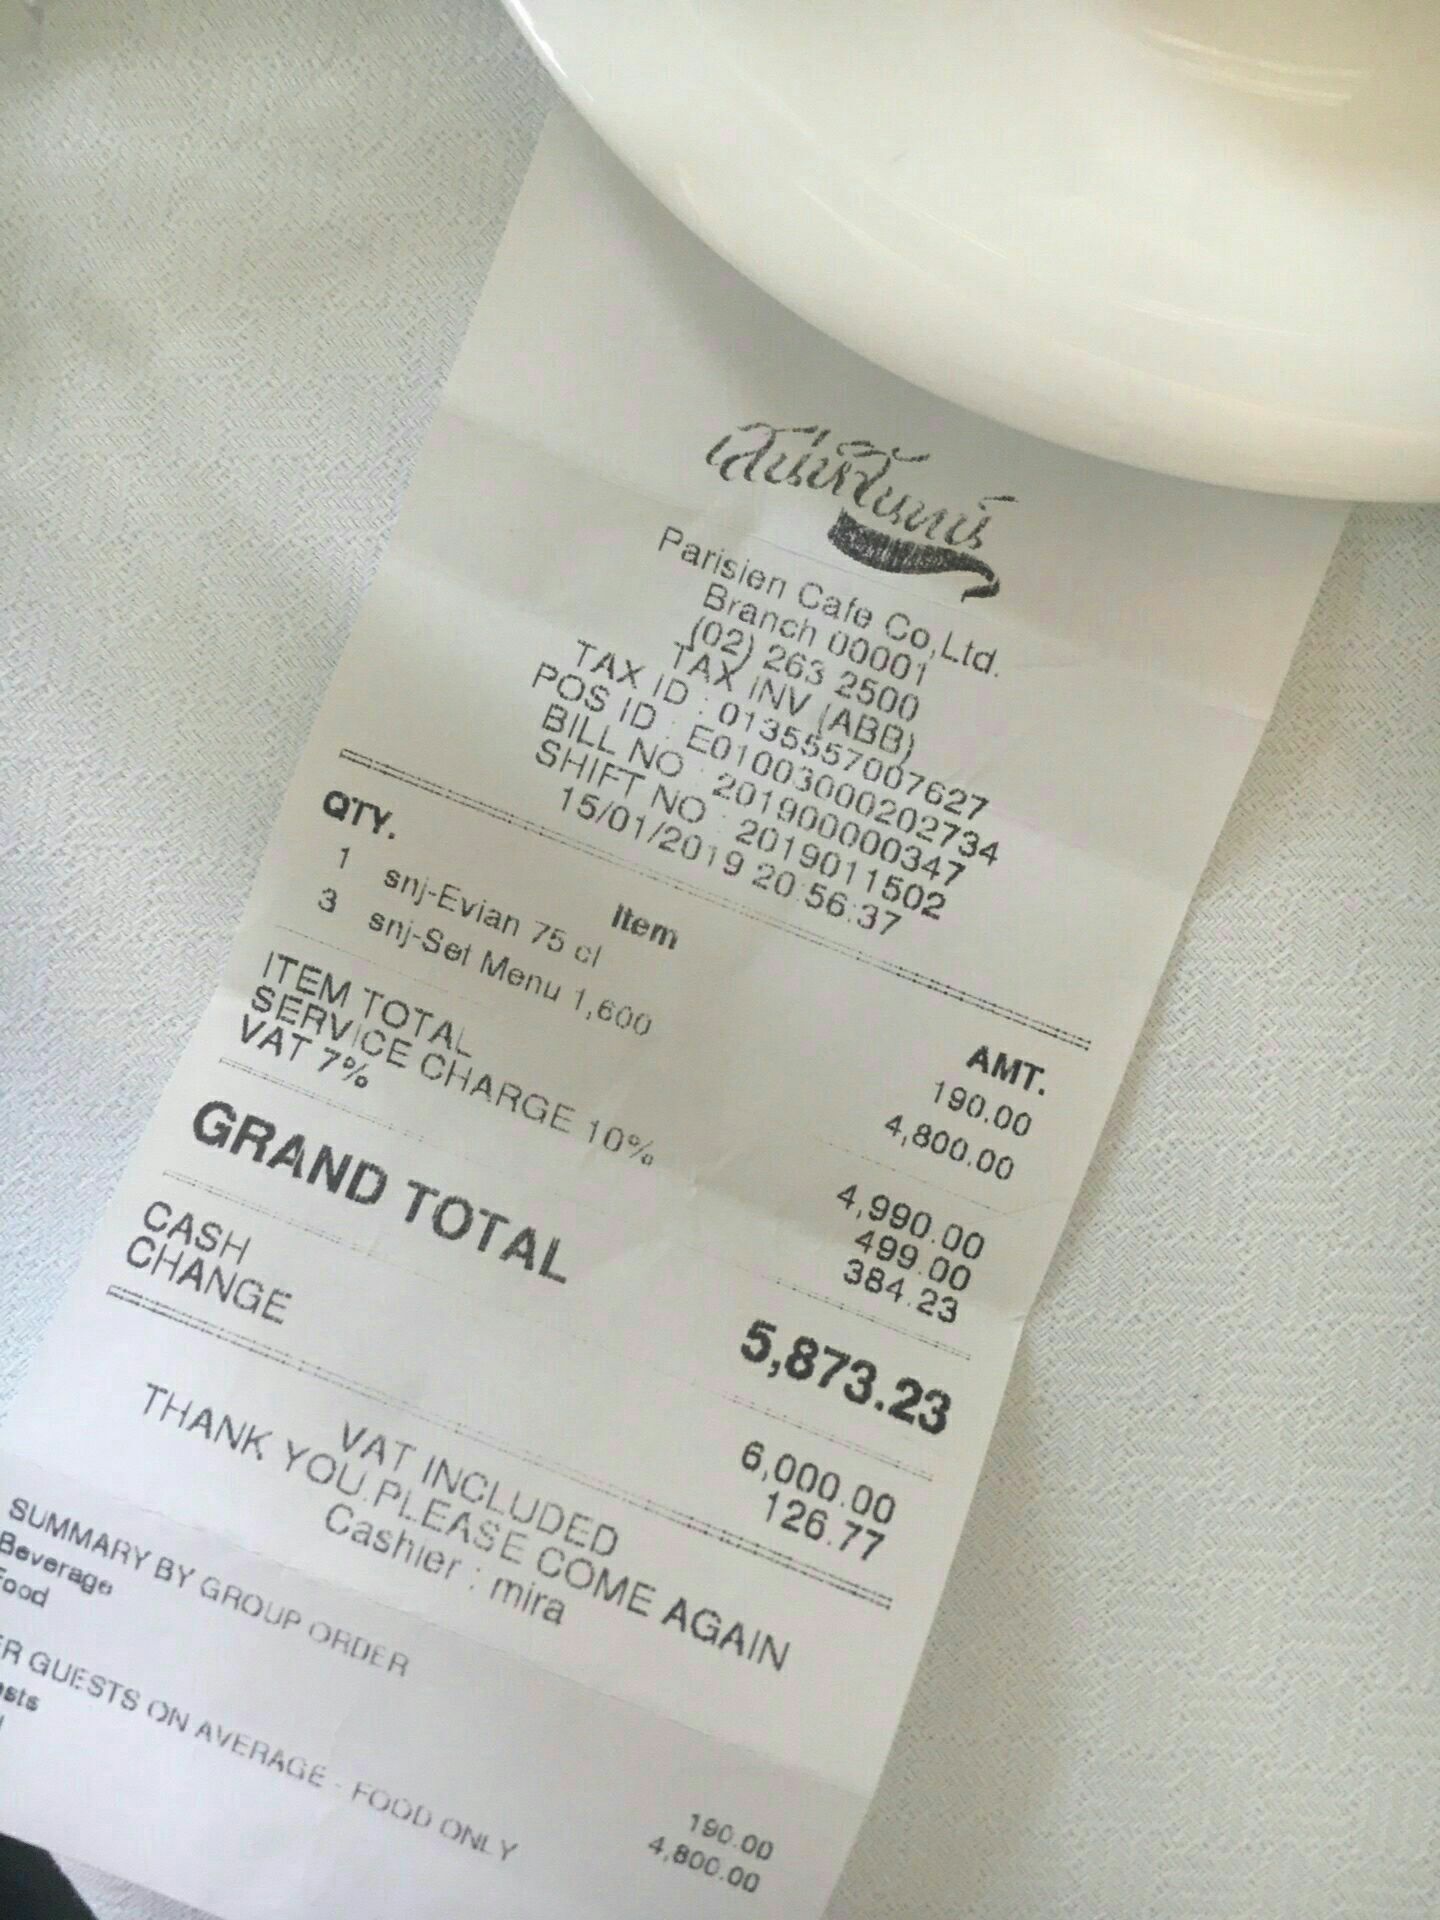 เสน่ห์จันทน์
Parisien Cafe Co,Ltd.
Branch 00001
(02) 263 2500
TAX INV (ABB)
TAX ID : 0135557007627
POS ID : E01003000202734
BILL NO : 201900000347
SHIFT NO : 2019011502
15/01/2019 20:56:37
QTY. Item AMT.
1 snj-Evian 75 cl 190.00
3 snj-Set Menu 1,600 4,800.00
ITEM TOTAL 4,990.00
SERVICE CHARGE 10% 499.00
VAT 7% 384.23
GRAND TOTAL 5,873.23
CASH 6,000.00
CHANGE 126.77
VAT INCLUDED
THANK YOU.PLEASE COME AGAIN
Cashier : mira
SUMMARY BY GROUP ORDER
Beverage 190.00
Food 4,800.00
GUESTS ON AVERAGE - FOOD ONLY